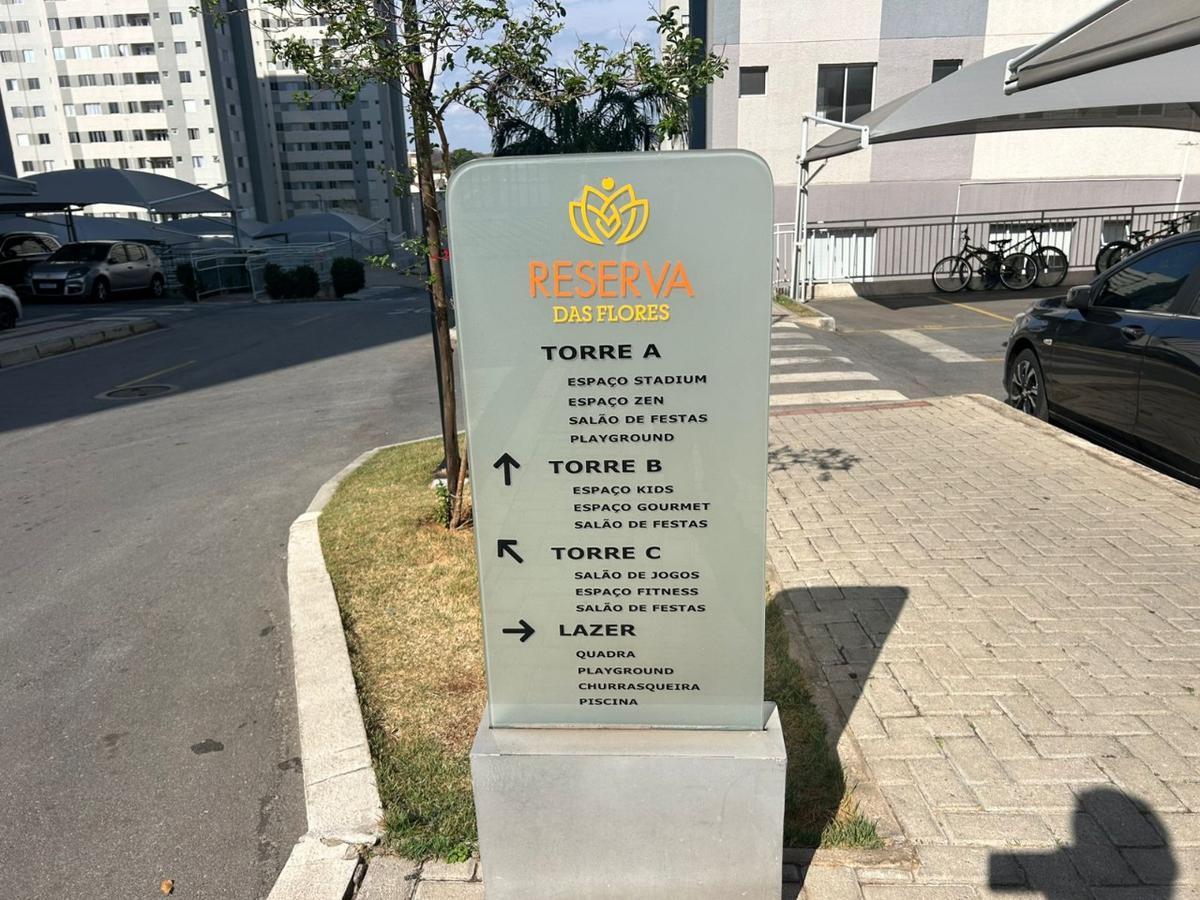 RESERVA
DAS FLORES
TORRE A
ESPAÇO STADIUM
ESPAÇO ZEN
SALÃO DE FESTAS
PLAYGROUND
TORRE B
ESPAÇO KIDS
ESPAÇO GOURMET
SALÃO DE FESTAS
TORRE C
SALÃO DE JOGOS
ESPAÇO FITNESS
SALÃO DE FESTAS
LAZER
QUADRA
PLAYGROUND
CHURRASQUEIRA
PISCINA